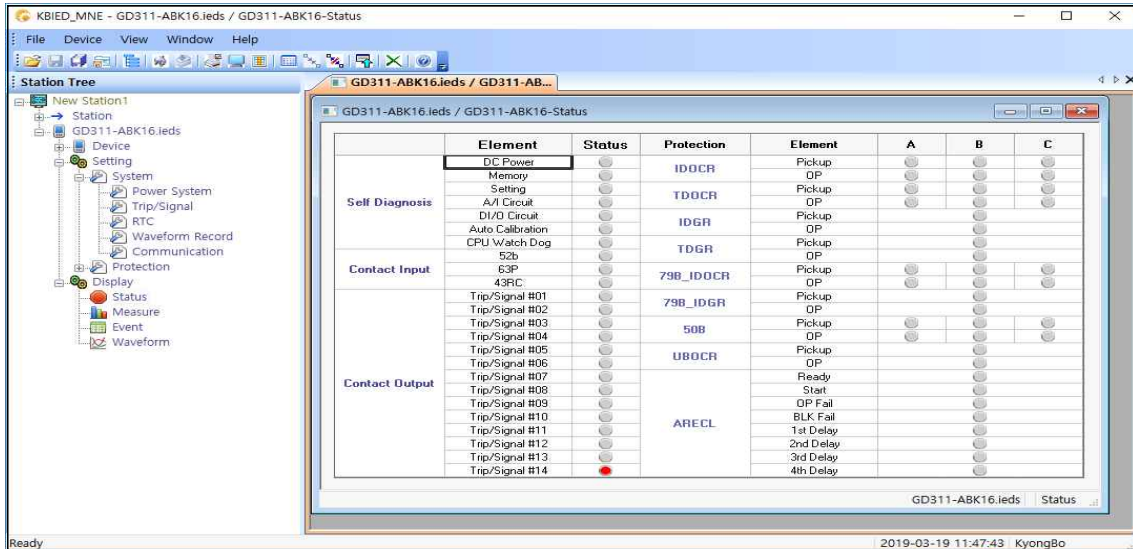 KBIED_MNE - GD311-ABK16.ieds / GD311-ABK16-Status
File Device View Window Help
Station Tree
New Station1
Station
GD311-ABK16.ieds
Device
Setting
System
Power System
Trip/Signal
RTC
Waveform Record
Communication
Protection
Display
Status
Measure
Event
Waveform
GD311-ABK16.ieds / GD311-AB...
GD311-ABK16.ieds / GD311-ABK16-Status
Element Status Protection Element A B C
Self Diagnosis
DC Power
Memory
Setting
A/I Circuit
DI/O Circuit
Auto Calibration
CPU Watch Dog
Contact Input
52b
63P
43RC
Contact Output
Trip/Signal #01
Trip/Signal #02
Trip/Signal #03
Trip/Signal #04
Trip/Signal #05
Trip/Signal #06
Trip/Signal #07
Trip/Signal #08
Trip/Signal #09
Trip/Signal #10
Trip/Signal #11
Trip/Signal #12
Trip/Signal #13
Trip/Signal #14
IDOCR
Pickup
OP
TDOCR
Pickup
OP
IDGR
Pickup
OP
TDGR
Pickup
OP
79B_IDOCR
Pickup
OP
79B_IDGR
Pickup
OP
50B
Pickup
OP
UBOCR
Pickup
OP
ARECL
Ready
Start
OP Fail
BLK Fail
1st Delay
2nd Delay
3rd Delay
4th Delay
GD311-ABK16.ieds Status
Ready
2019-03-19 11:47:43 KyongBo